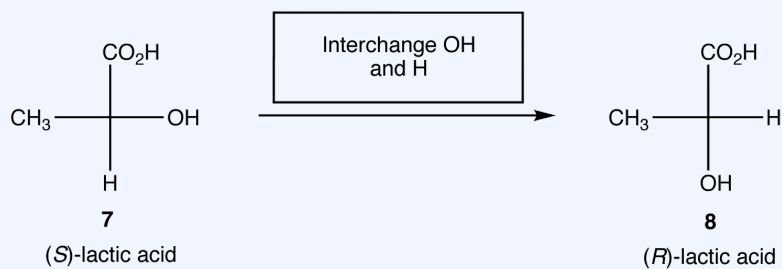 CO₂H
CH₃
OH
H
7
(S)-lactic acid
Interchange OH
and H
CO₂H
CH₃
H
OH
8
(R)-lactic acid